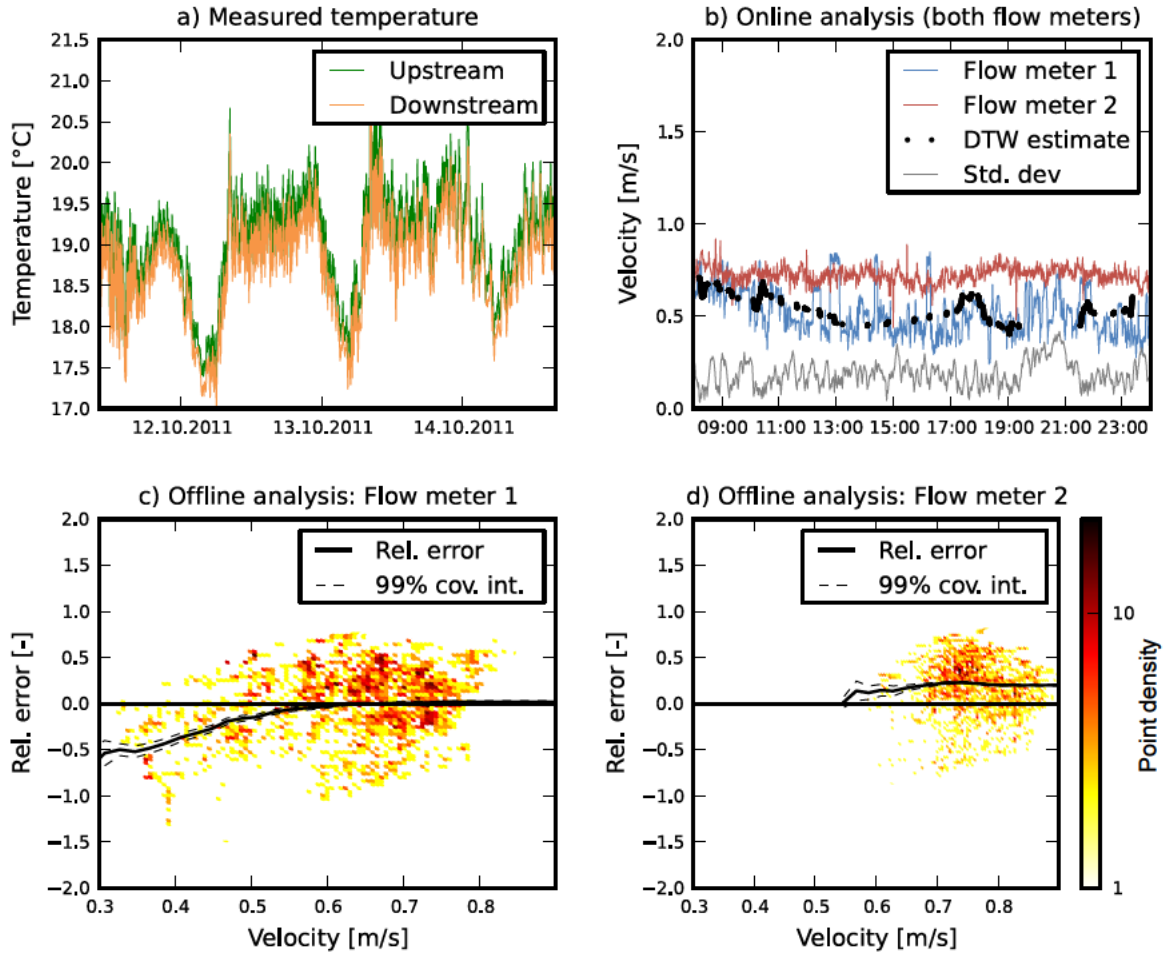 a) Measured temperature
21.5
21.0
20.5
20.0
19.5
19.0
18.5
18.0
17.5
17.0
Temperature [°C]
Upstream
Downstream
12.10.2011 13.10.2011 14.10.2011
b) Online analysis (both flow meters)
2.0
1.5
1.0
0.5
0.0
Velocity [m/s]
Flow meter 1
Flow meter 2
DTW estimate
Std. dev
09:00 11:00 13:00 15:00 17:00 19:00 21:00 23:00
c) Offline analysis: Flow meter 1
2.0
1.5
1.0
0.5
0.0
−0.5
−1.0
−1.5
−2.0
Rel. error [-]
Rel. error
99% cov. int.
0.3 0.4 0.5 0.6 0.7 0.8
Velocity [m/s]
d) Offline analysis: Flow meter 2
2.0
1.5
1.0
0.5
0.0
−0.5
−1.0
−1.5
−2.0
Rel. error [-]
Rel. error
99% cov. int.
0.3 0.4 0.5 0.6 0.7 0.8
Velocity [m/s]
10
1
Point density